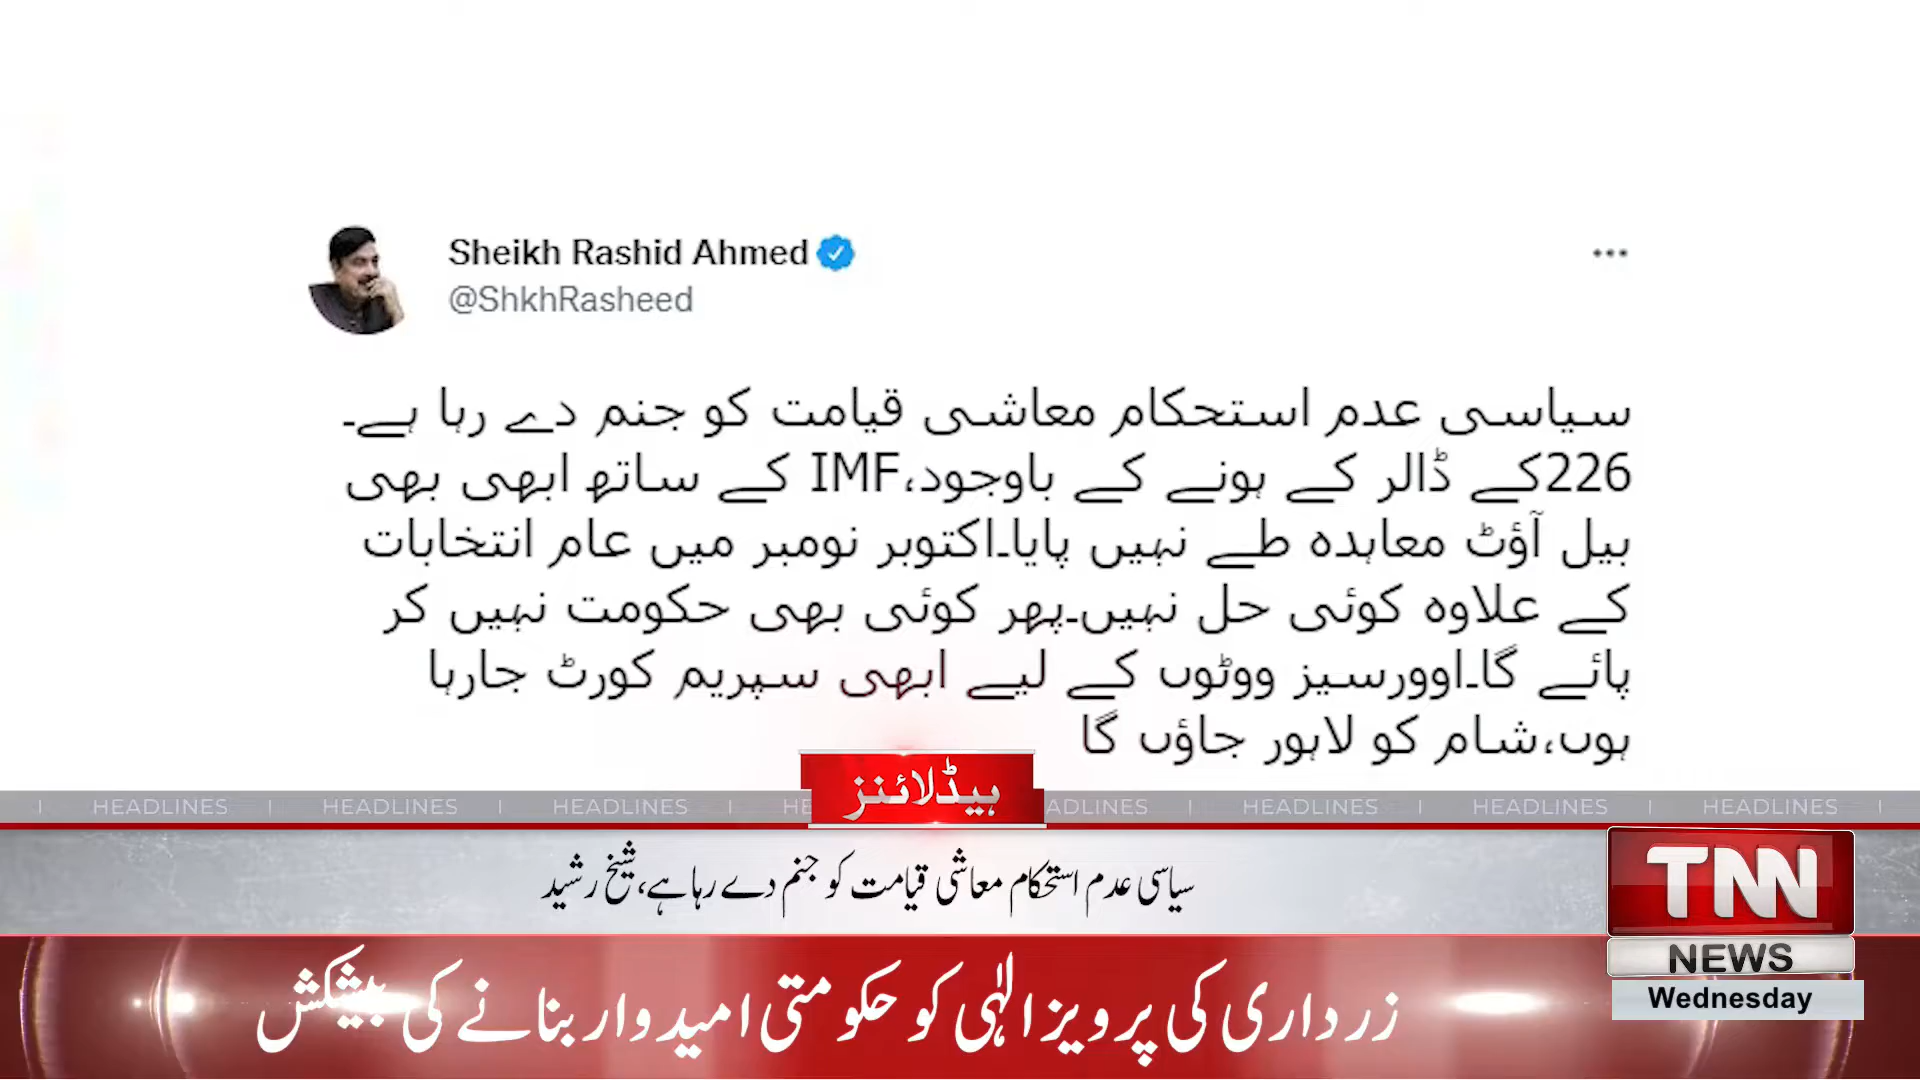 Sheikh Rashid Ahmed
@ShkhRasheed
سیاسی عدم استحکام معاشی قیامت کو جنم دے رہا ہے۔
226کے ڈالر کے ہونے کے باوجود،IMF کے ساتھ ابھی بھی
بیل آؤٹ معاہدہ طے نہیں پایا۔اکتوبر نومبر میں عام انتخابات
کے علاوہ کوئی حل نہیں۔پھر کوئی بھی حکومت نہیں کر
پائے گا۔اوورسیز ووٹوں کے لیے ابھی سپریم کورٹ جارہا
ہوں،شام کو لاہور جاؤں گا
ہیڈلائنز
HEADLINES HEADLINES HEADLINES HE ADLINES HEADLINES HEADLINES HEADLINES
سیاسی عدم استحکام معاشی قیامت کو جنم دے رہا ہے، شیخ رشید
TNN
NEWS
Wednesday
زرداری کی پرویز الٰہی کو حکومتی امیدوار بنانے کی پیشکش